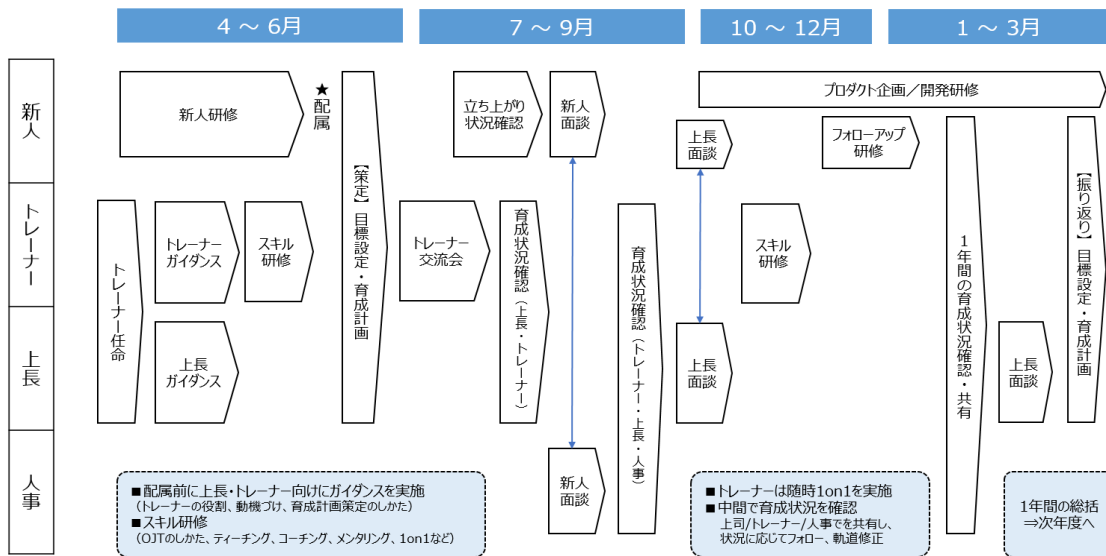 4 ～ 6月
7 ～ 9月
10 ～ 12月
1 ～ 3月
新人
新人研修
★配属
【策定】目標設定・育成計画
立ち上がり
状況確認
新人
面談
プロダクト企画／開発研修
上長
面談
フォローアップ
研修
1年間の育成状況確認・共有
【振り返り】目標設定・育成計画
トレーナー
トレーナー任命
トレーナー
ガイダンス
スキル
研修
トレーナー
交流会
育成状況確認（上長・トレーナー）
育成状況確認（トレーナー・上長・人事）
スキル
研修
上長
上長
ガイダンス
上長
面談
上長
面談
人事
新人
面談
■配属前に上長・トレーナー向けにガイダンスを実施
（トレーナーの役割、動機づけ、育成計画策定のしかた）
■スキル研修
（OJTのしかた、ティーチング、コーチング、メンタリング、1on1など）
■トレーナーは随時1on1を実施
■中間で育成状況を確認
上司/トレーナー/人事でを共有し、
状況に応じてフォロー、軌道修正
1年間の総括
⇒次年度へ